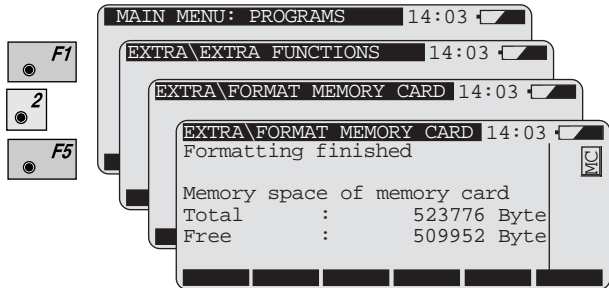 MAIN MENU: PROGRAMS 14:03
F1
EXTRA\EXTRA FUNCTIONS 14:03
2
EXTRA\FORMAT MEMORY CARD 14:03
F5
EXTRA\FORMAT MEMORY CARD 14:03
Formatting finished
MC
Memory space of memory card
Total : 523776 Byte
Free : 509952 Byte